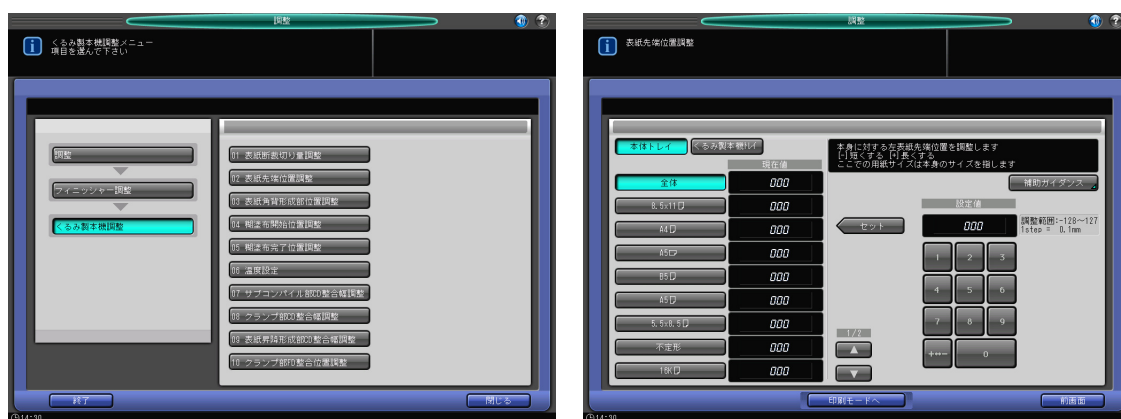 調整
くるみ製本機調整メニュー
項目を選んで下さい
調整
フィニッシャー調整
くるみ製本機調整
01 表紙断裁切り量調整
02 表紙先端位置調整
03 表紙角背形成部位置調整
04 糊塗布開始位置調整
05 糊塗布完了位置調整
06 温度設定
07 サブコンパイル部CD整合幅調整
08 クランプ部CD整合幅調整
09 表紙昇降形成部CD整合幅調整
10 クランプ部FD整合位置調整
終了
閉じる
14:30
調整
表紙先端位置調整
本体トレイ
くるみ製本機トレイ
本身に対する左表紙先端位置を調整します
[-]短くする [+]長くする
ここでの用紙サイズは本身のサイズを指します
現在値
補助ガイダンス
全体 000
8.5x11 000
A4 000
A5 000
B5 000
A5 000
5.5x8.5 000
不定形 000
16K 000
設定値
セット
000
調整範囲:-128～127
1step = 0.1mm
1 2 3
4 5 6
7 8 9
+↔- 0
1/2
▲
▼
印刷モードへ
前画面
14:30